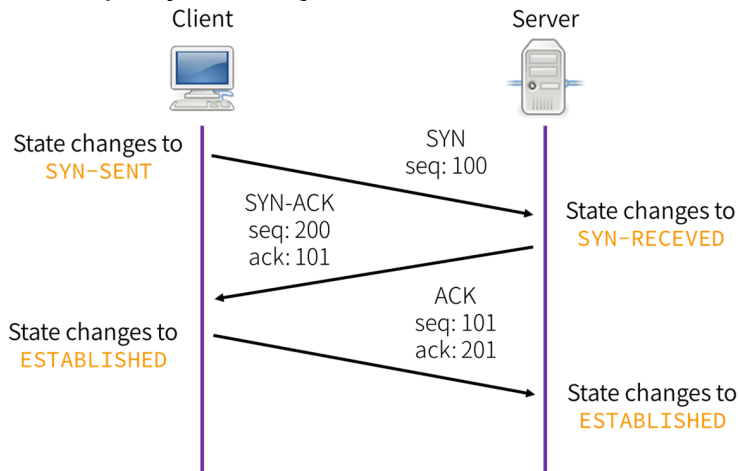 Client
Server
State changes to
SYN-SENT
SYN
seq: 100
SYN-ACK
seq: 200
ack: 101
State changes to
SYN-RECEVED
ACK
seq: 101
ack: 201
State changes to
ESTABLISHED
State changes to
ESTABLISHED